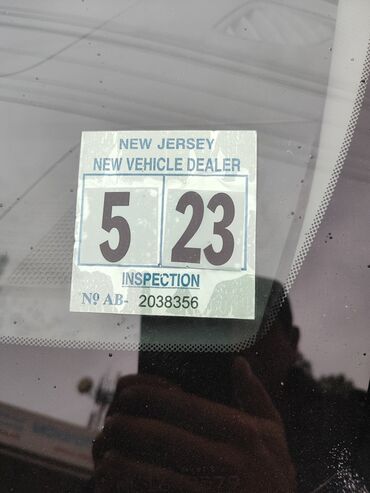 NEW JERSEY
NEW VEHICLE DEALER
5 23
INSPECTION
Nº AB- 2038356